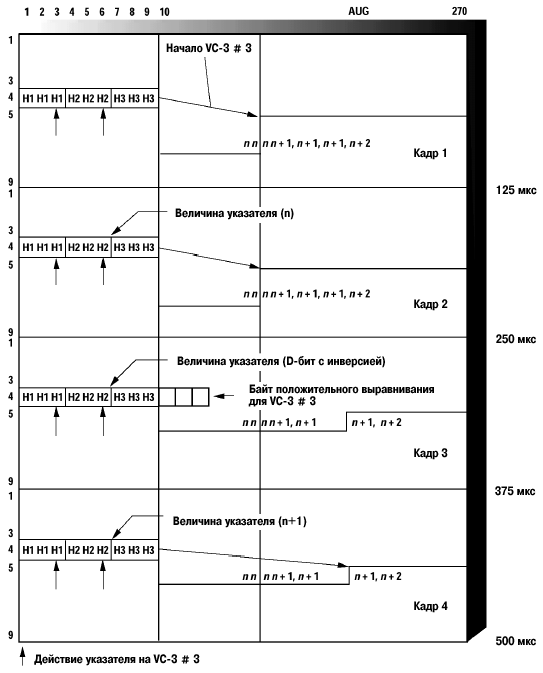 1 2 3 4 5 6 7 8 9 10 AUG 270
1
Начало VC-3 # 3
3
4 H1 H1 H1 H2 H2 H2 H3 H3 H3
5
n n n n + 1, n + 1, n + 1, n + 2
Кадр 1
9
125 мкс
1
Величина указателя (n)
3
4 H1 H1 H1 H2 H2 H2 H3 H3 H3
5
n n n n + 1, n + 1, n + 1, n + 2
Кадр 2
9
250 мкс
1
Величина указателя (D-бит с инверсией)
3
4 H1 H1 H1 H2 H2 H2 H3 H3 H3
Байт положительного выравнивания
для VC-3 # 3
5
n n n n + 1, n + 1 n + 1, n + 2
Кадр 3
9
375 мкс
1
Величина указателя (n+1)
3
4 H1 H1 H1 H2 H2 H2 H3 H3 H3
5
n n n n + 1, n + 1 n + 1, n + 2
Кадр 4
9
500 мкс
Действие указателя на VC-3 # 3